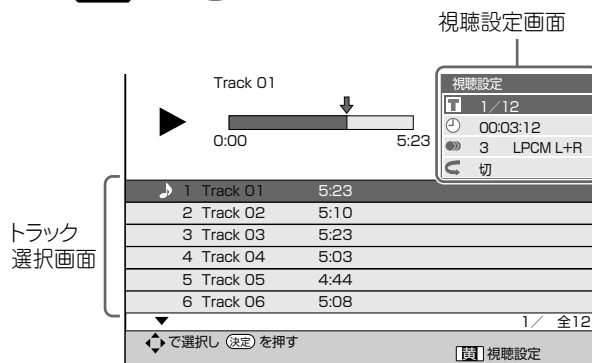 視聴設定画面
Track 01
0:00 5:23
視聴設定
T 1/12
00:03:12
3 LPCM L+R
切
トラック
選択画面
1 Track 01 5:23
2 Track 02 5:10
3 Track 03 5:23
4 Track 04 5:03
5 Track 05 4:44
6 Track 06 5:08
1/ 全12
で選択し 決定 を押す
黄 視聴設定